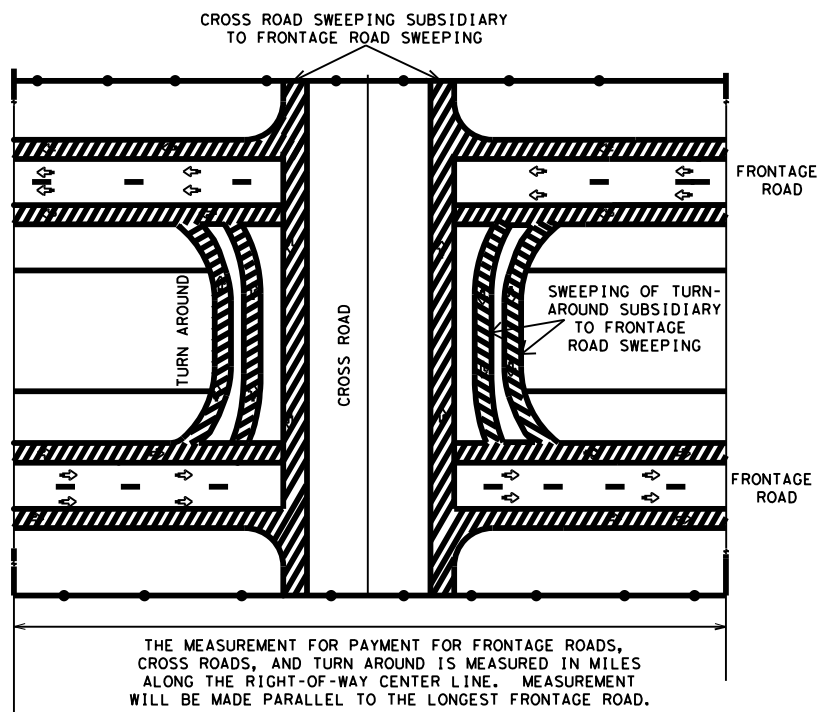 CROSS ROAD SWEEPING SUBSIDIARY
TO FRONTAGE ROAD SWEEPING
FRONTAGE
ROAD
TURN AROUND
CROSS ROAD
SWEEPING OF TURN-
AROUND SUBSIDIARY
TO FRONTAGE
ROAD SWEEPING
FRONTAGE
ROAD
THE MEASUREMENT FOR PAYMENT FOR FRONTAGE ROADS,
CROSS ROADS, AND TURN AROUND IS MEASURED IN MILES
ALONG THE RIGHT-OF-WAY CENTER LINE. MEASUREMENT
WILL BE MADE PARALLEL TO THE LONGEST FRONTAGE ROAD.